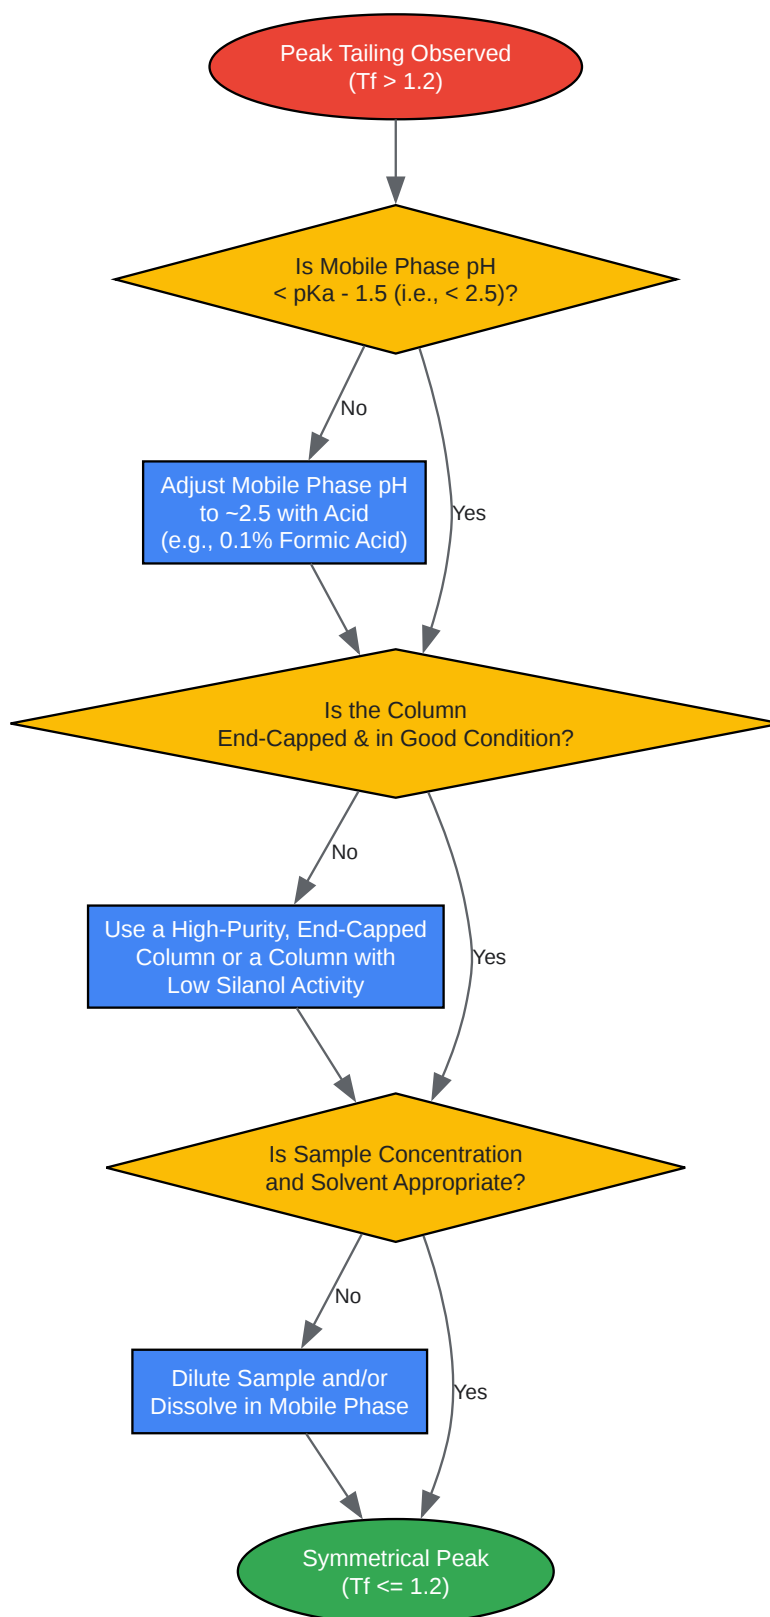 Peak Tailing Observed
(Tf > 1.2)
Is Mobile Phase pH
< pKa - 1.5 (i.e., < 2.5)?
No
Adjust Mobile Phase pH
to ~2.5 with Acid
(e.g., 0.1% Formic Acid)
Yes
Is the Column
End-Capped & in Good Condition?
No
Use a High-Purity, End-Capped
Column or a Column with
Low Silanol Activity
Yes
Is Sample Concentration
and Solvent Appropriate?
No
Dilute Sample and/or
Dissolve in Mobile Phase
Yes
Symmetrical Peak
(Tf <= 1.2)